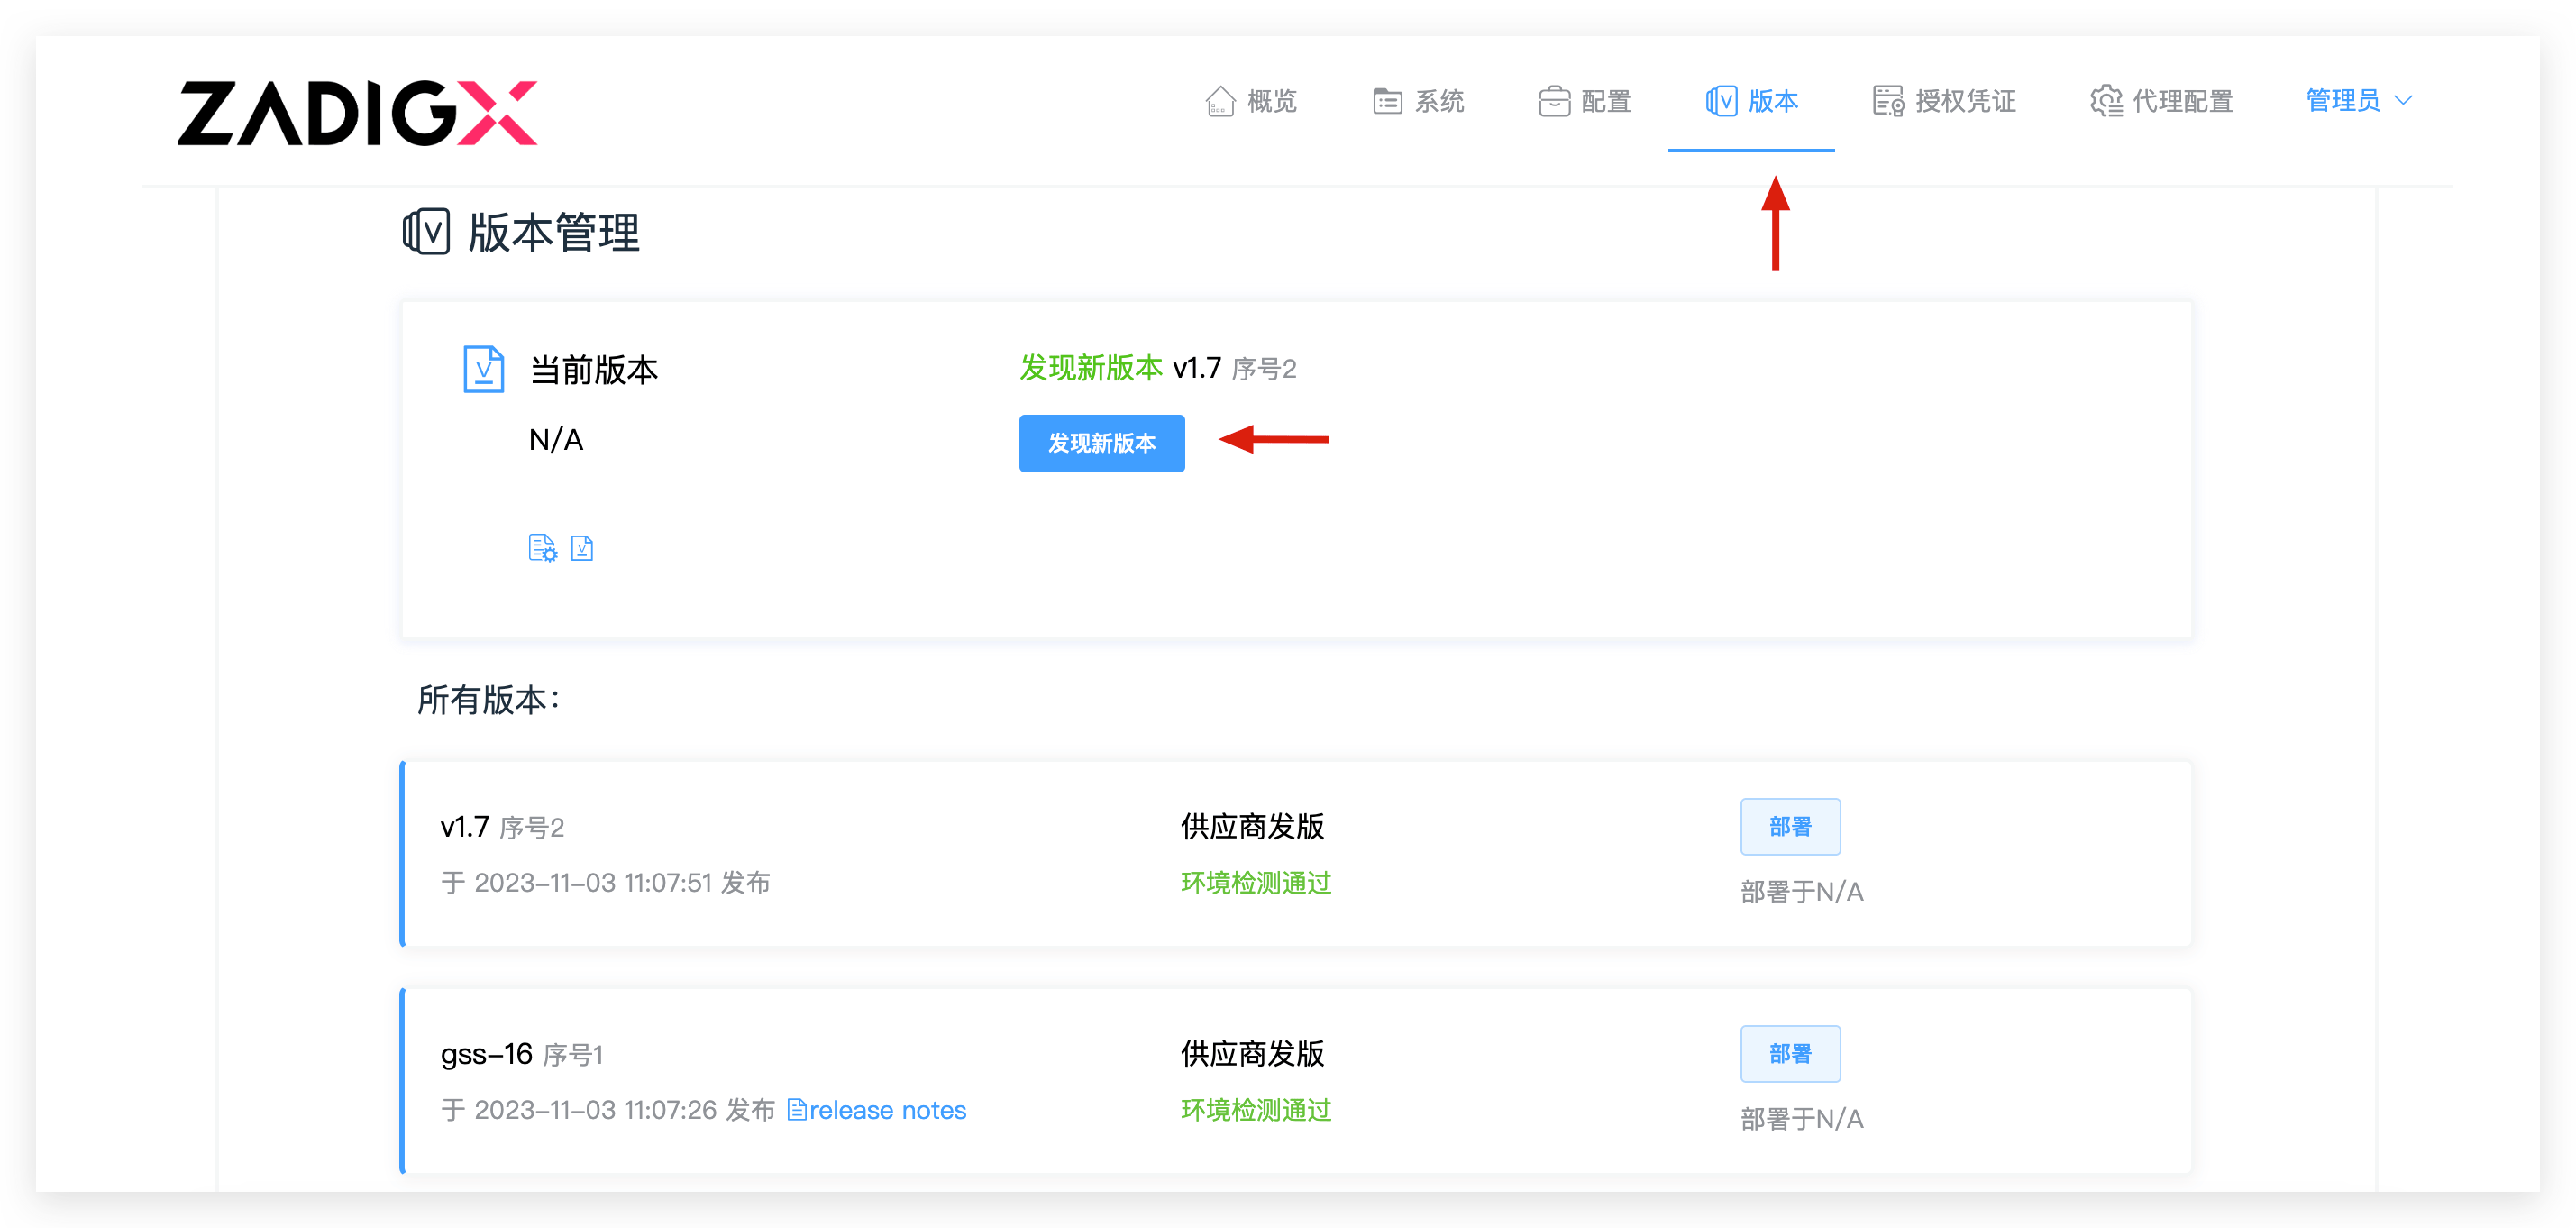 ZADIGX
概览 系统 配置 版本 授权凭证 代理配置 管理员
版本管理
当前版本
发现新版本 v1.7 序号2
N/A
发现新版本
所有版本：
v1.7 序号2
供应商发版
部署
于 2023-11-03 11:07:51 发布
环境检测通过
部署于N/A
gss-16 序号1
供应商发版
部署
于 2023-11-03 11:07:26 发布 release notes
环境检测通过
部署于N/A